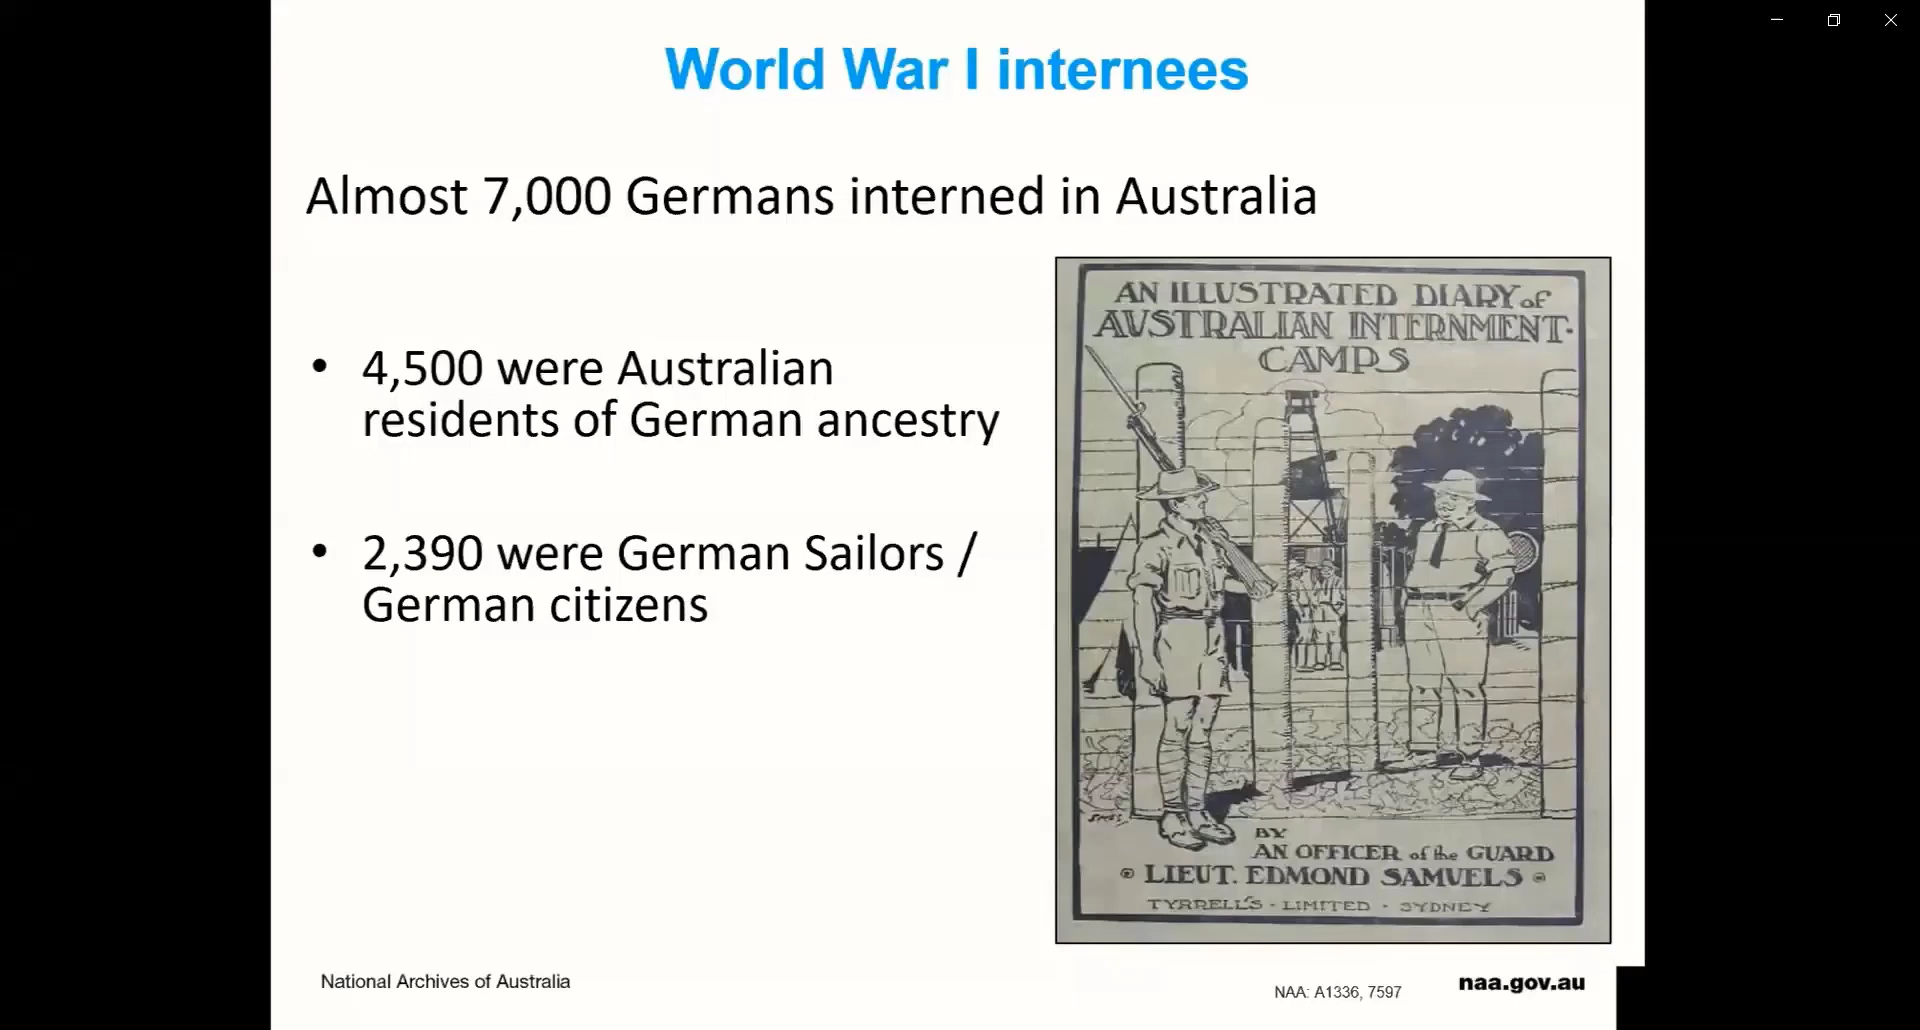 World War I internees
Almost 7,000 Germans interned in Australia
• 4,500 were Australian
residents of German ancestry
• 2,390 were German Sailors /
German citizens
AN ILLUSTRATED DIARY of
AUSTRALIAN INTERNMENT·
CAMPS
BY
AN OFFICER of the GUARD
LIEUT. EDMOND SAMUELS
TYRRELL'S · LIMITED · SYDNEY
National Archives of Australia
NAA: A1336, 7597
naa.gov.au